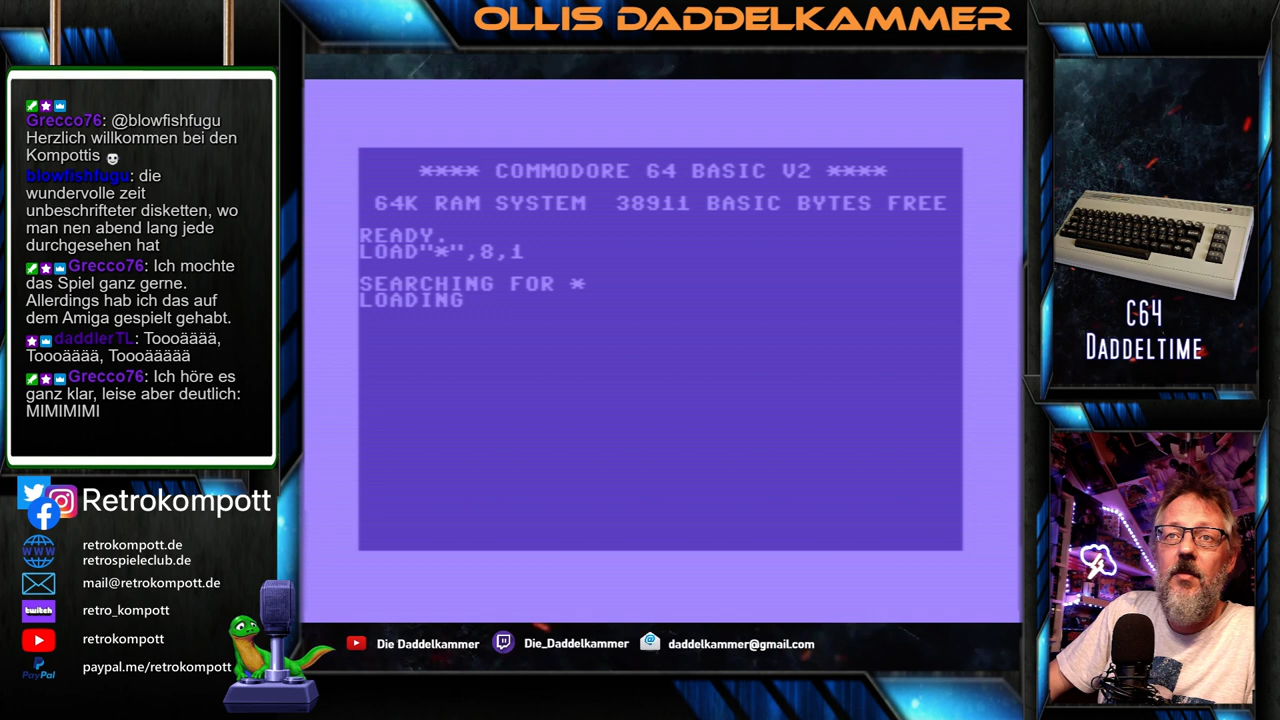 OLLIS DADDELKAMMER
Grecco76: @blowfishfugu
Herzlich willkommen bei den
Kompottis
blowfishfugu: die
wundervolle zeit
unbeschrifteter disketten, wo
man nen abend lang jede
durchgesehen hat
Grecco76: Ich mochte
das Spiel ganz gerne.
Allerdings hab ich das auf
dem Amiga gespielt gehabt.
daddlerTL: Toooääää,
Toooääää, Toooäääää
Grecco76: Ich höre es
ganz klar, leise aber deutlich:
MIMIMIMI
**** COMMODORE 64 BASIC V2 ****
64K RAM SYSTEM 38911 BASIC BYTES FREE
READY.
LOAD"*",8,1
SEARCHING FOR *
LOADING
C64
DADDELTIME
Retrokompott
www
retrokompott.de
retrospieleclub.de
mail@retrokompott.de
twitch
retro_kompott
retrokompott
PayPal
paypal.me/retrokompott
Die Daddelkammer
Die_Daddelkammer
daddelkammer@gmail.com